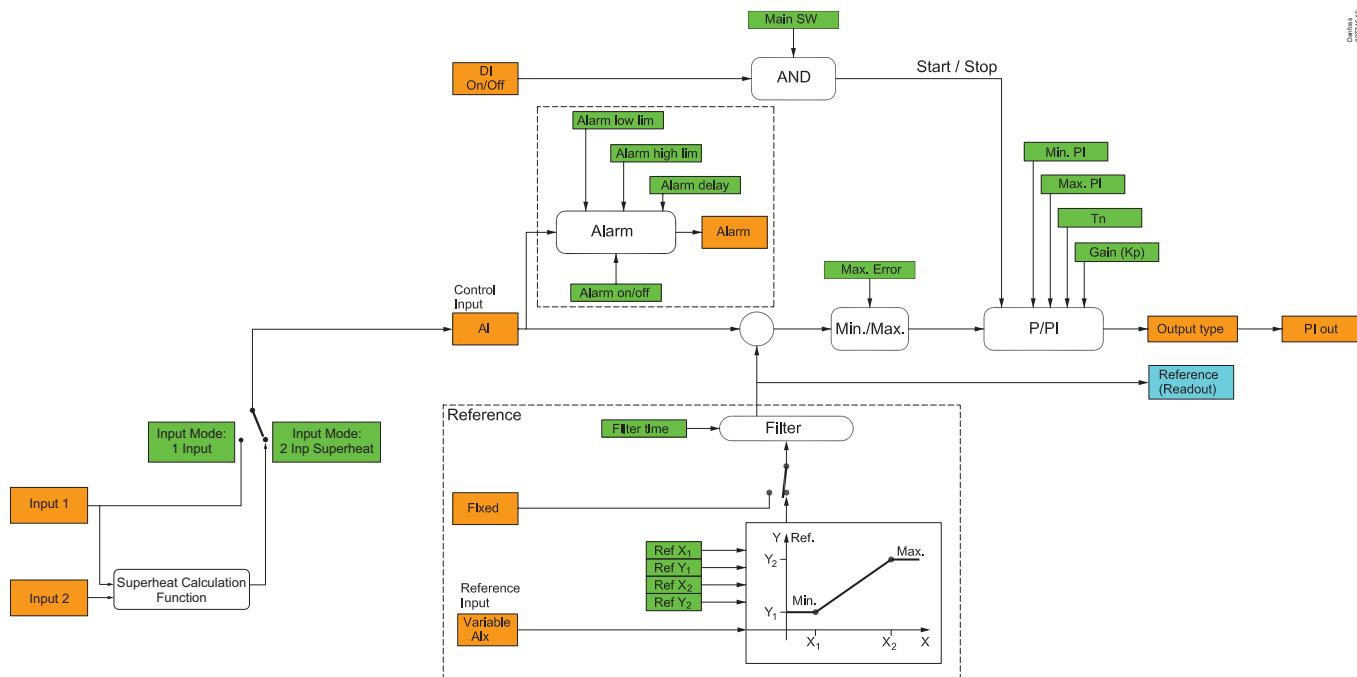 Main SW
Danfoss
DI
On/Off
AND
Start / Stop
Alarm low lim
Alarm high lim
Alarm delay
Alarm
Alarm
Alarm on/off
Min. PI
Max. PI
Tn
Gain (Kp)
Max. Error
Control
Input
AI
Min./Max.
P/PI
Output type
PI out
Reference
(Readout)
Reference
Filter time
Filter
Input Mode:
1 Input
Input Mode:
2 Inp Superheat
Input 1
Fixed
Superheat Calculation
Function
Input 2
Ref X1
Ref Y1
Ref X2
Ref Y2
Y Ref.
Y2
Max.
Min.
Y1
X1 X2 X
Reference
Input
Variable
AIx